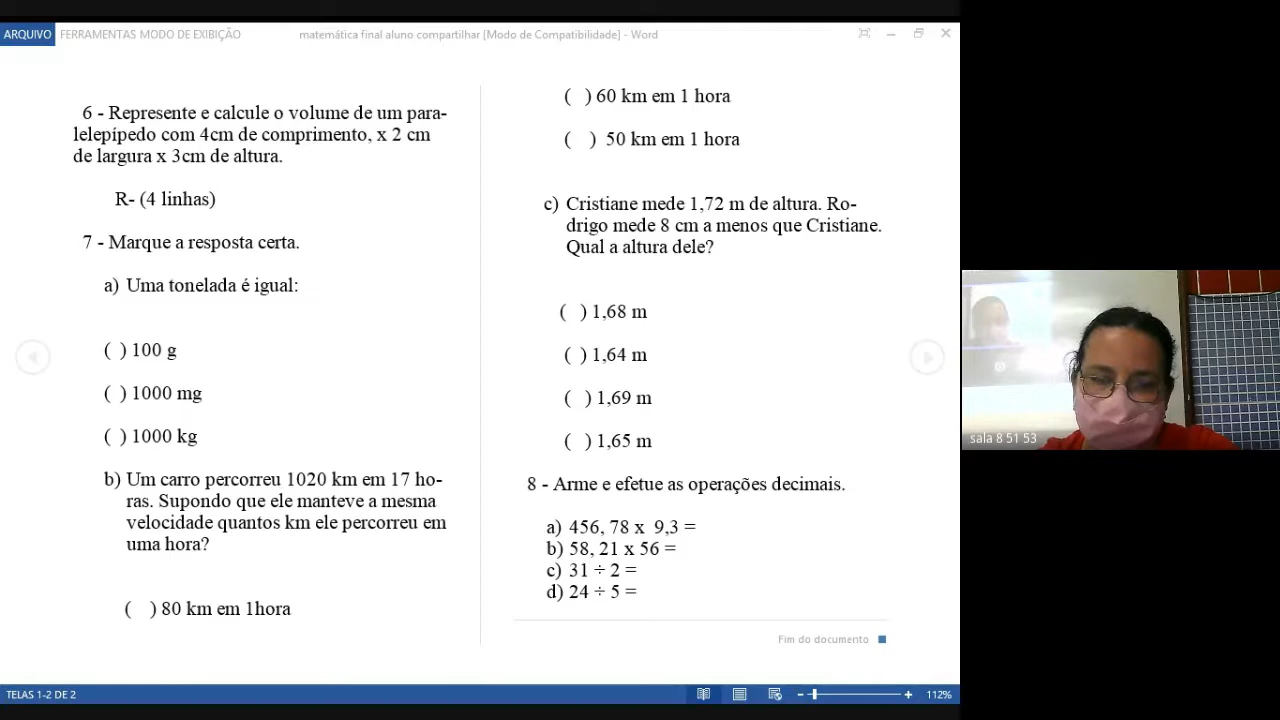 ARQUIVO FERRAMENTAS MODO DE EXIBIÇÃO matemática final aluno compartilhar [Modo de Compatibilidade] - Word
6 - Represente e calcule o volume de um para-
lelepípedo com 4cm de comprimento, x 2 cm
de largura x 3cm de altura.
R- (4 linhas)
7 - Marque a resposta certa.
a) Uma tonelada é igual:
( ) 100 g
( ) 1000 mg
( ) 1000 kg
b) Um carro percorreu 1020 km em 17 ho-
ras. Supondo que ele manteve a mesma
velocidade quantos km ele percorreu em
uma hora?
( ) 80 km em 1hora
( ) 60 km em 1 hora
( ) 50 km em 1 hora
c) Cristiane mede 1,72 m de altura. Ro-
drigo mede 8 cm a menos que Cristiane.
Qual a altura dele?
( ) 1,68 m
( ) 1,64 m
( ) 1,69 m
( ) 1,65 m
8 - Arme e efetue as operações decimais.
a) 456, 78 x 9,3 =
b) 58, 21 x 56 =
c) 31 ÷ 2 =
d) 24 ÷ 5 =
Fim do documento
sala 8 51 53
TELAS 1-2 DE 2
112%